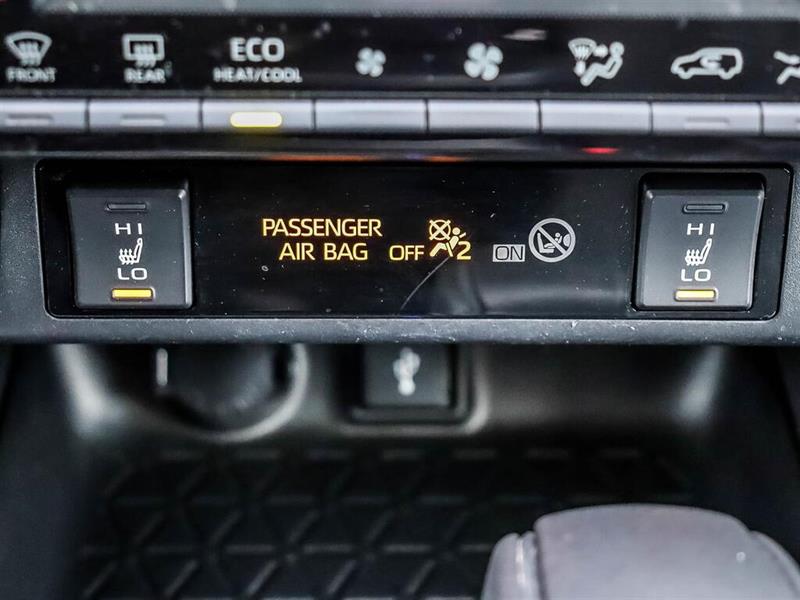 FRONT REAR ECO
HEAT/COOL
HI PASSENGER HI
AIR BAG OFF 2 ON
LO LO